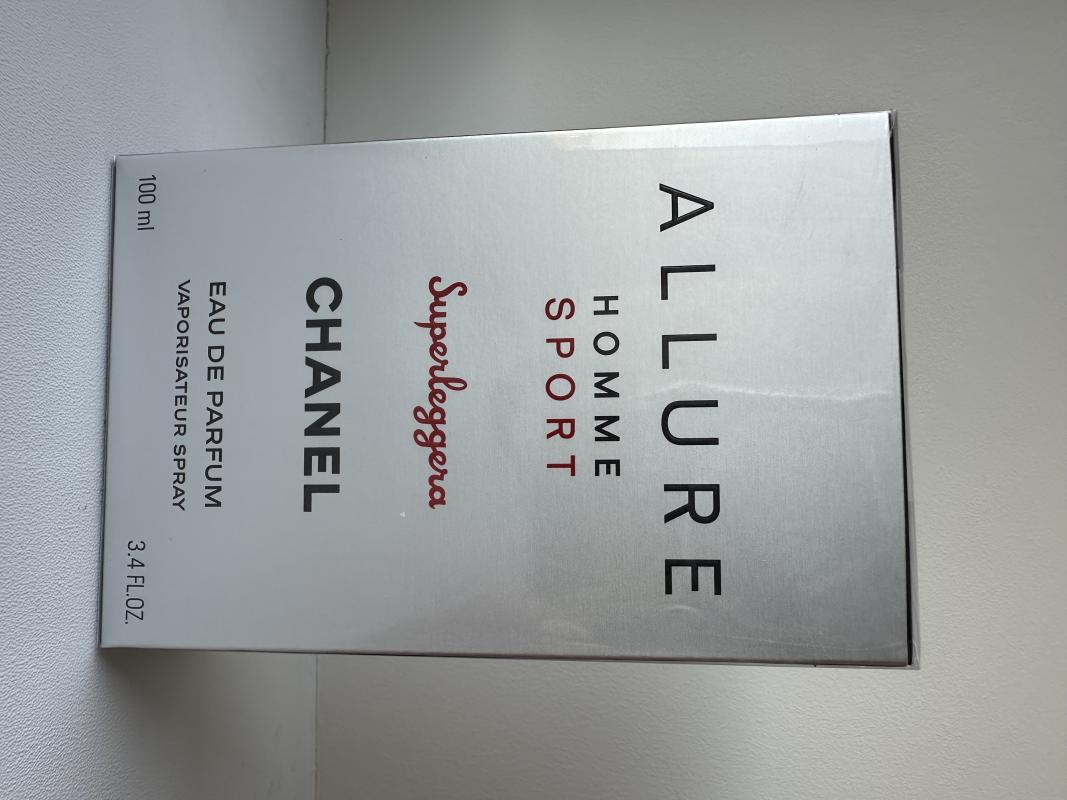 ALLURE
HOMME
SPORT
Superleggera
CHANEL
EAU DE PARFUM
VAPORISATEUR SPRAY
100 ml 3.4 FL.OZ.